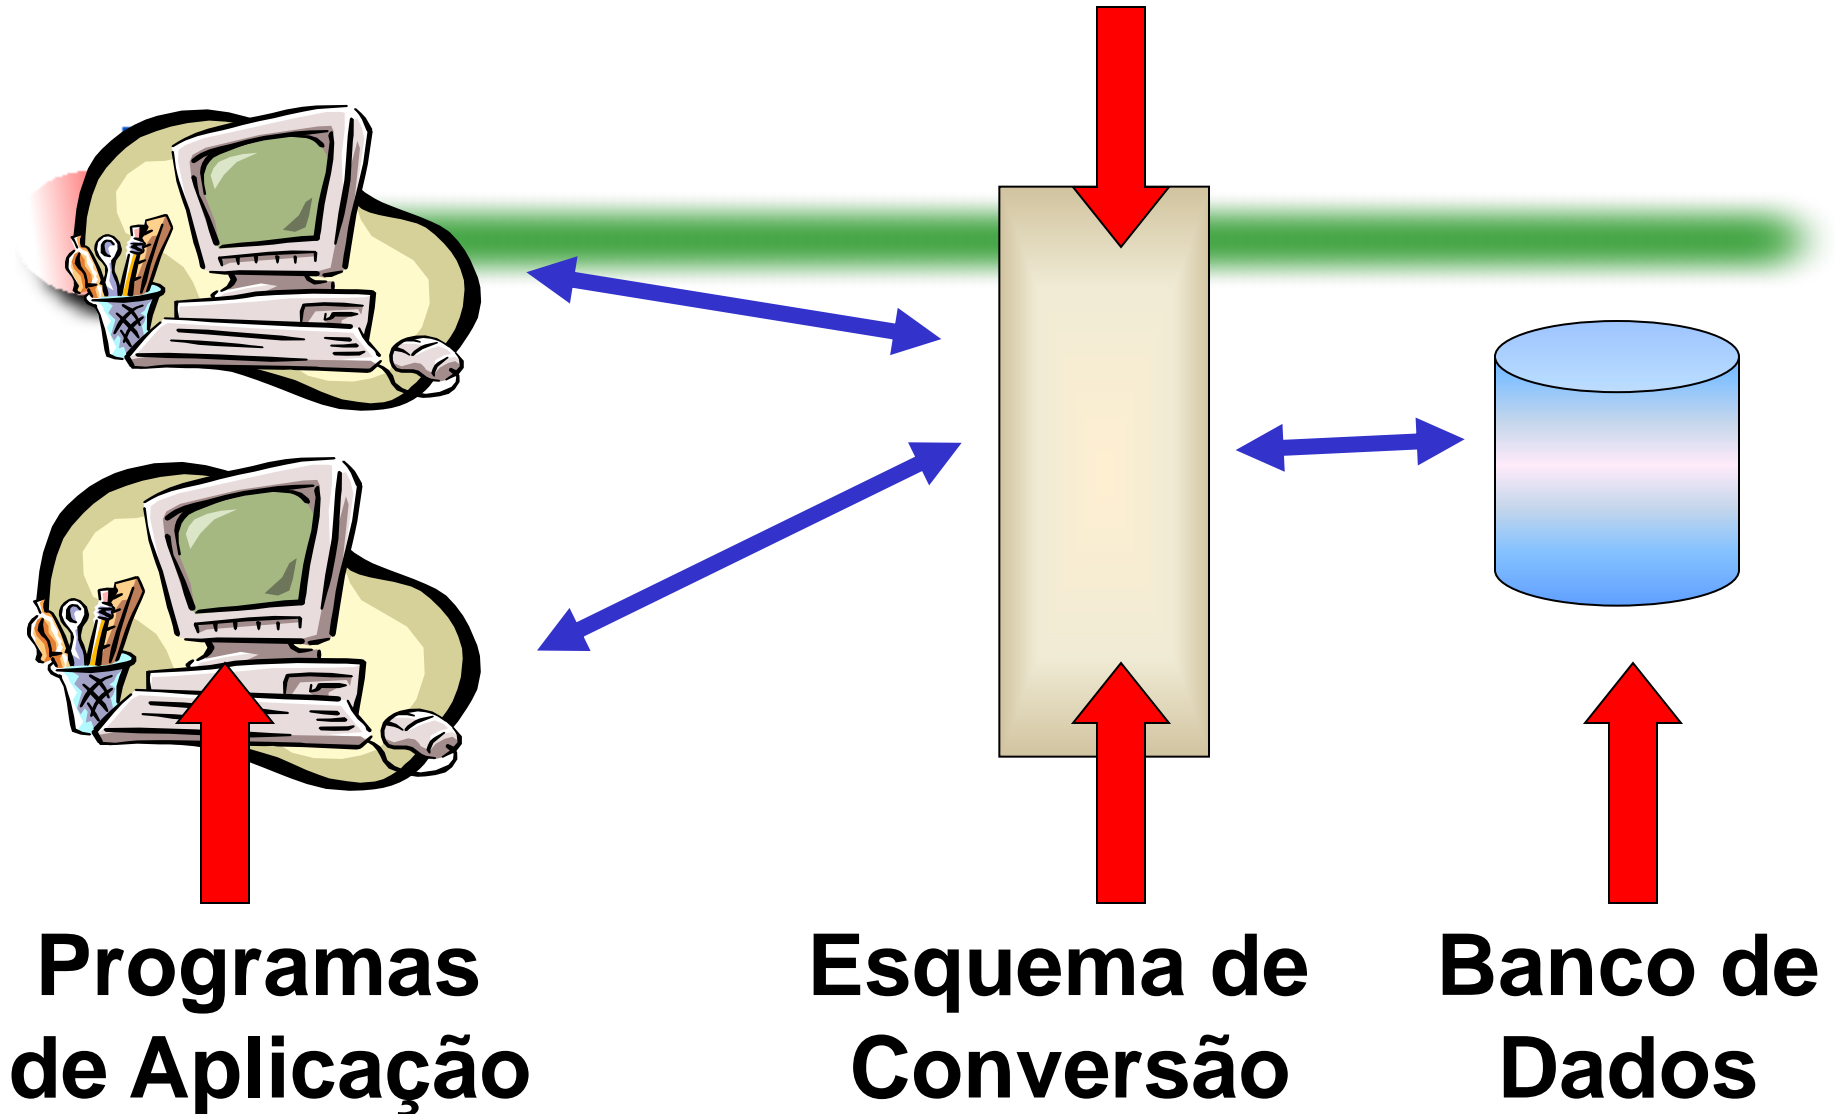 Programas
de Aplicação
Esquema de
Conversão
Banco de
Dados